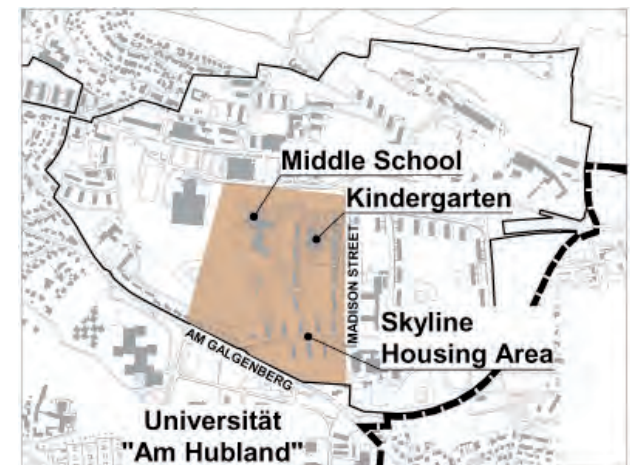 Middle School
Kindergarten
MADISON STREET
Skyline
Housing Area
AM GALGENBERG
Universität
"Am Hubland"